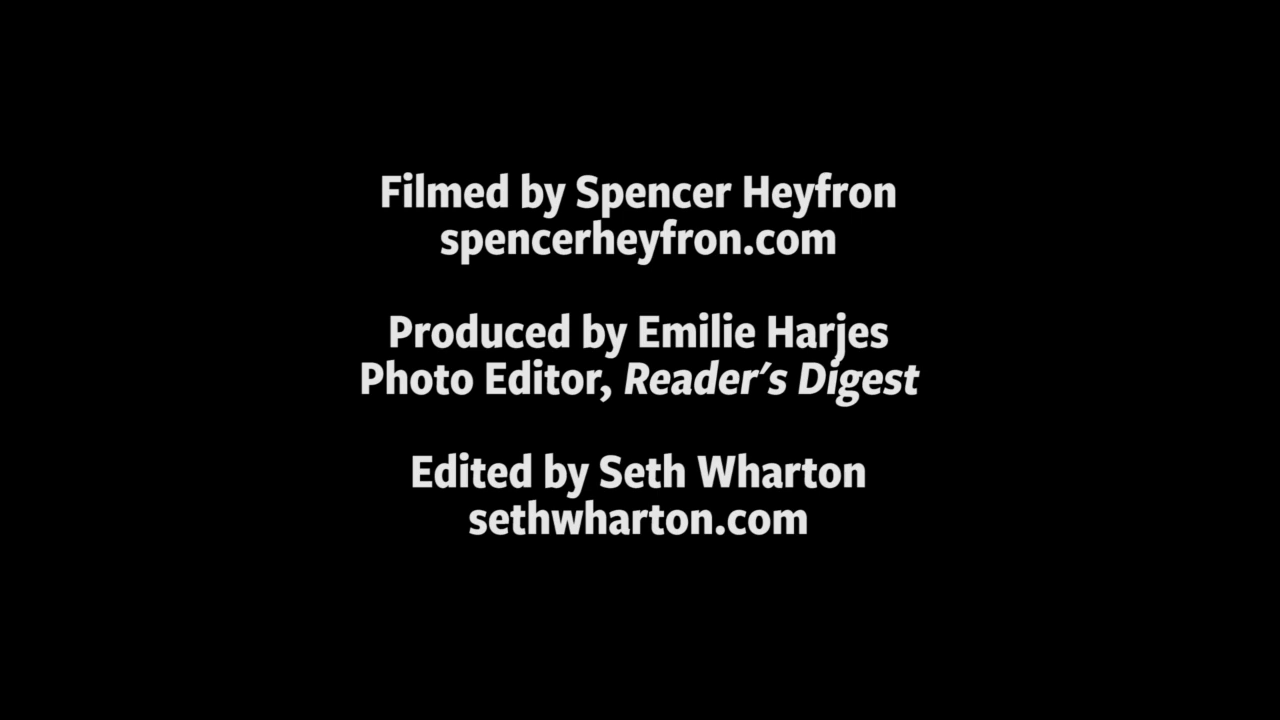 Filmed by Spencer Heyfron
spencerheyfron.com
Produced by Emilie Harjes
Photo Editor, Reader's Digest
Edited by Seth Wharton
sethwharton.com